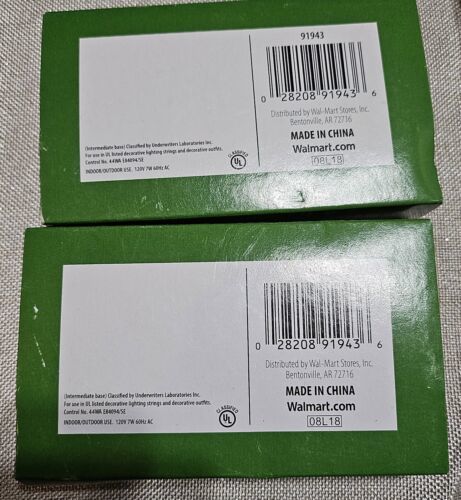 91943
0 28208 91943 6
Distributed by Wal-Mart Stores, Inc.
Bentonville, AR 72716
MADE IN CHINA
Walmart.com
08L18
(Intermediate base) Classified by Underwriters Laboratories Inc.
For use in UL listed decorative lighting strings and decorative outfits.
Control No. 44WA E84094/SE
INDOOR/OUTDOOR USE. 120V 7W 60Hz AC
CLASSIFIED
UL
0 28208 91943 6
Distributed by Wal-Mart Stores, Inc.
Bentonville, AR 72716
MADE IN CHINA
Walmart.com
08L18
(Intermediate base) Classified by Underwriters Laboratories Inc.
For use in UL listed decorative lighting strings and decorative outfits.
Control No. 44WA E84094/SE
INDOOR/OUTDOOR USE. 120V 7W 60Hz AC
CLASSIFIED
UL